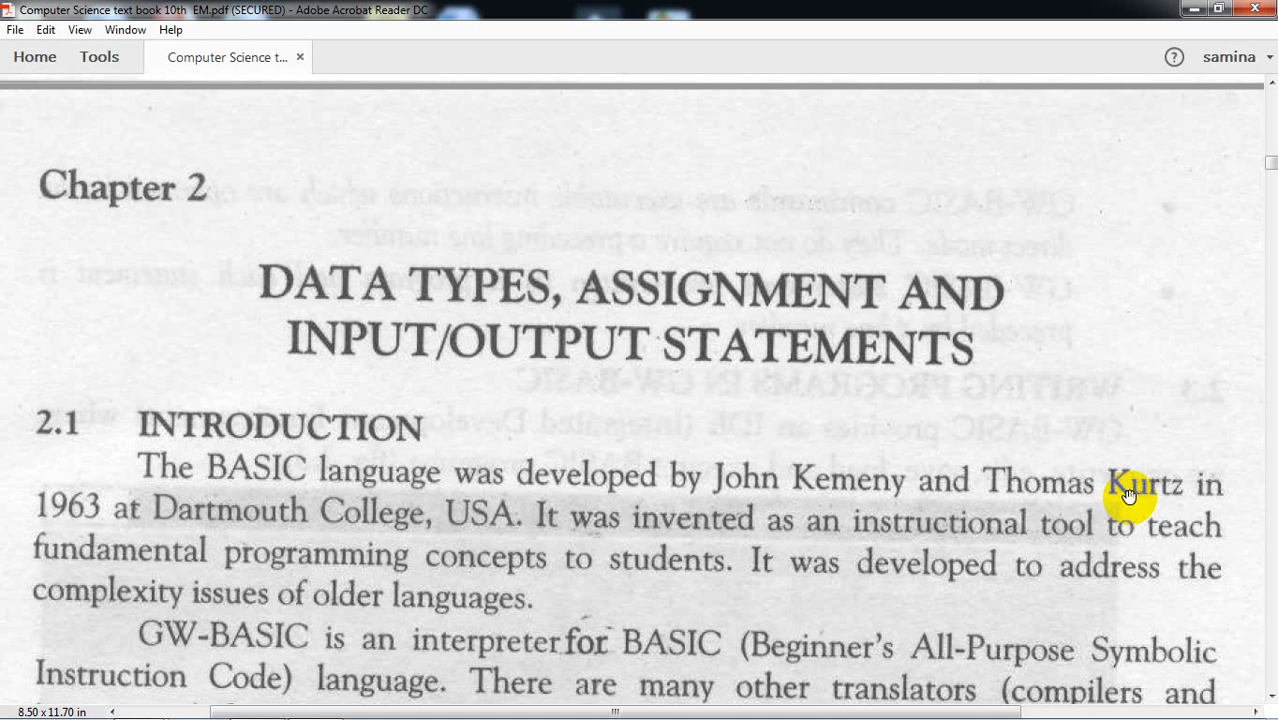 Computer Science text book 10th EM.pdf (SECURED) - Adobe Acrobat Reader DC
File Edit View Window Help
Home Tools Computer Science t... × ? samina
Chapter 2
DATA TYPES, ASSIGNMENT AND
INPUT/OUTPUT STATEMENTS
2.1 INTRODUCTION
The BASIC language was developed by John Kemeny and Thomas Kurtz in
1963 at Dartmouth College, USA. It was invented as an instructional tool to teach
fundamental programming concepts to students. It was developed to address the
complexity issues of older languages.
GW-BASIC is an interpreter for BASIC (Beginner's All-Purpose Symbolic
Instruction Code) language. There are many other translators (compilers and
8.50 x 11.70 in